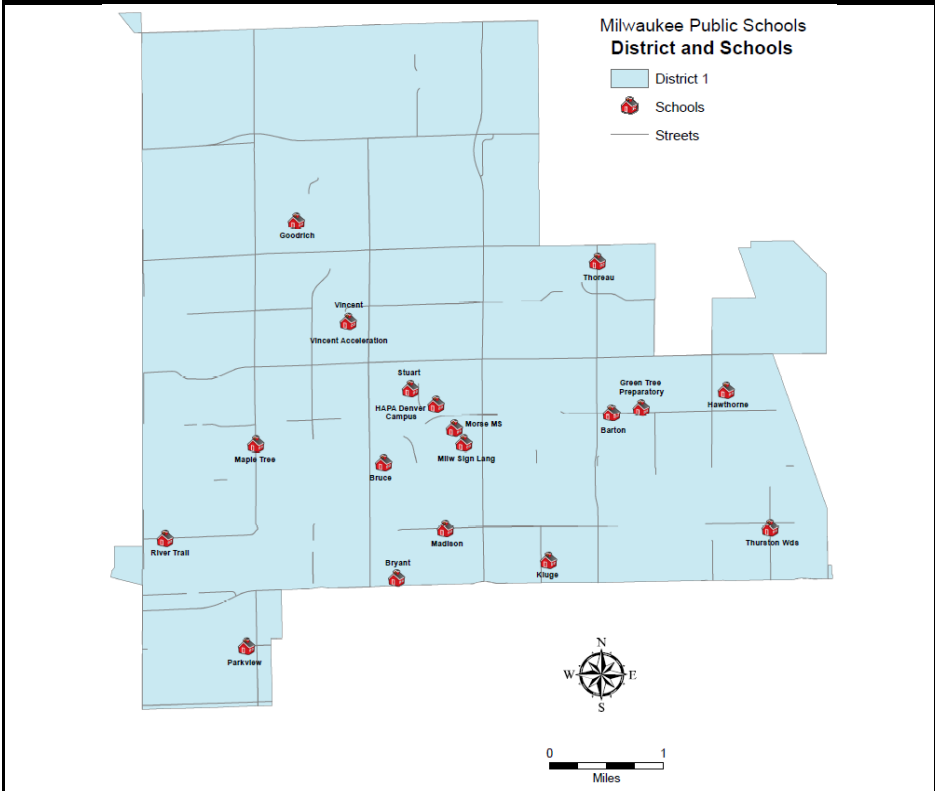 Milwaukee Public Schools
District and Schools
District 1
Schools
Streets
Goodrich
Thoreau
Vincent
Vincent Acceleration
Stuart
HAPA Denver
Campus
Morse MS
Milw Sign Lang
Green Tree
Preparatory
Barton
Hawthorne
Maple Tree
Bruce
River Trail
Madison
Thurston Wds
Bryant
Kluge
Parkview
N
W
E
S
0
1
Miles